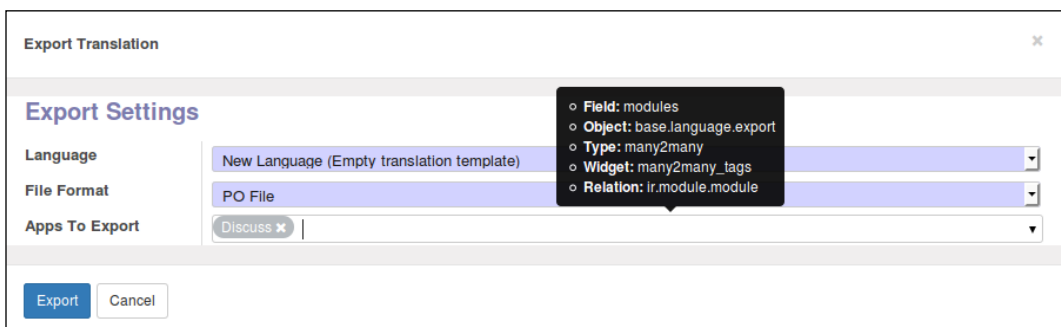 Export Translation ×
Export Settings
Language New Language (Empty translation template)
File Format PO File
Apps To Export Discuss ×
Field: modules
Object: base.language.export
Type: many2many
Widget: many2many_tags
Relation: ir.module.module
Export Cancel